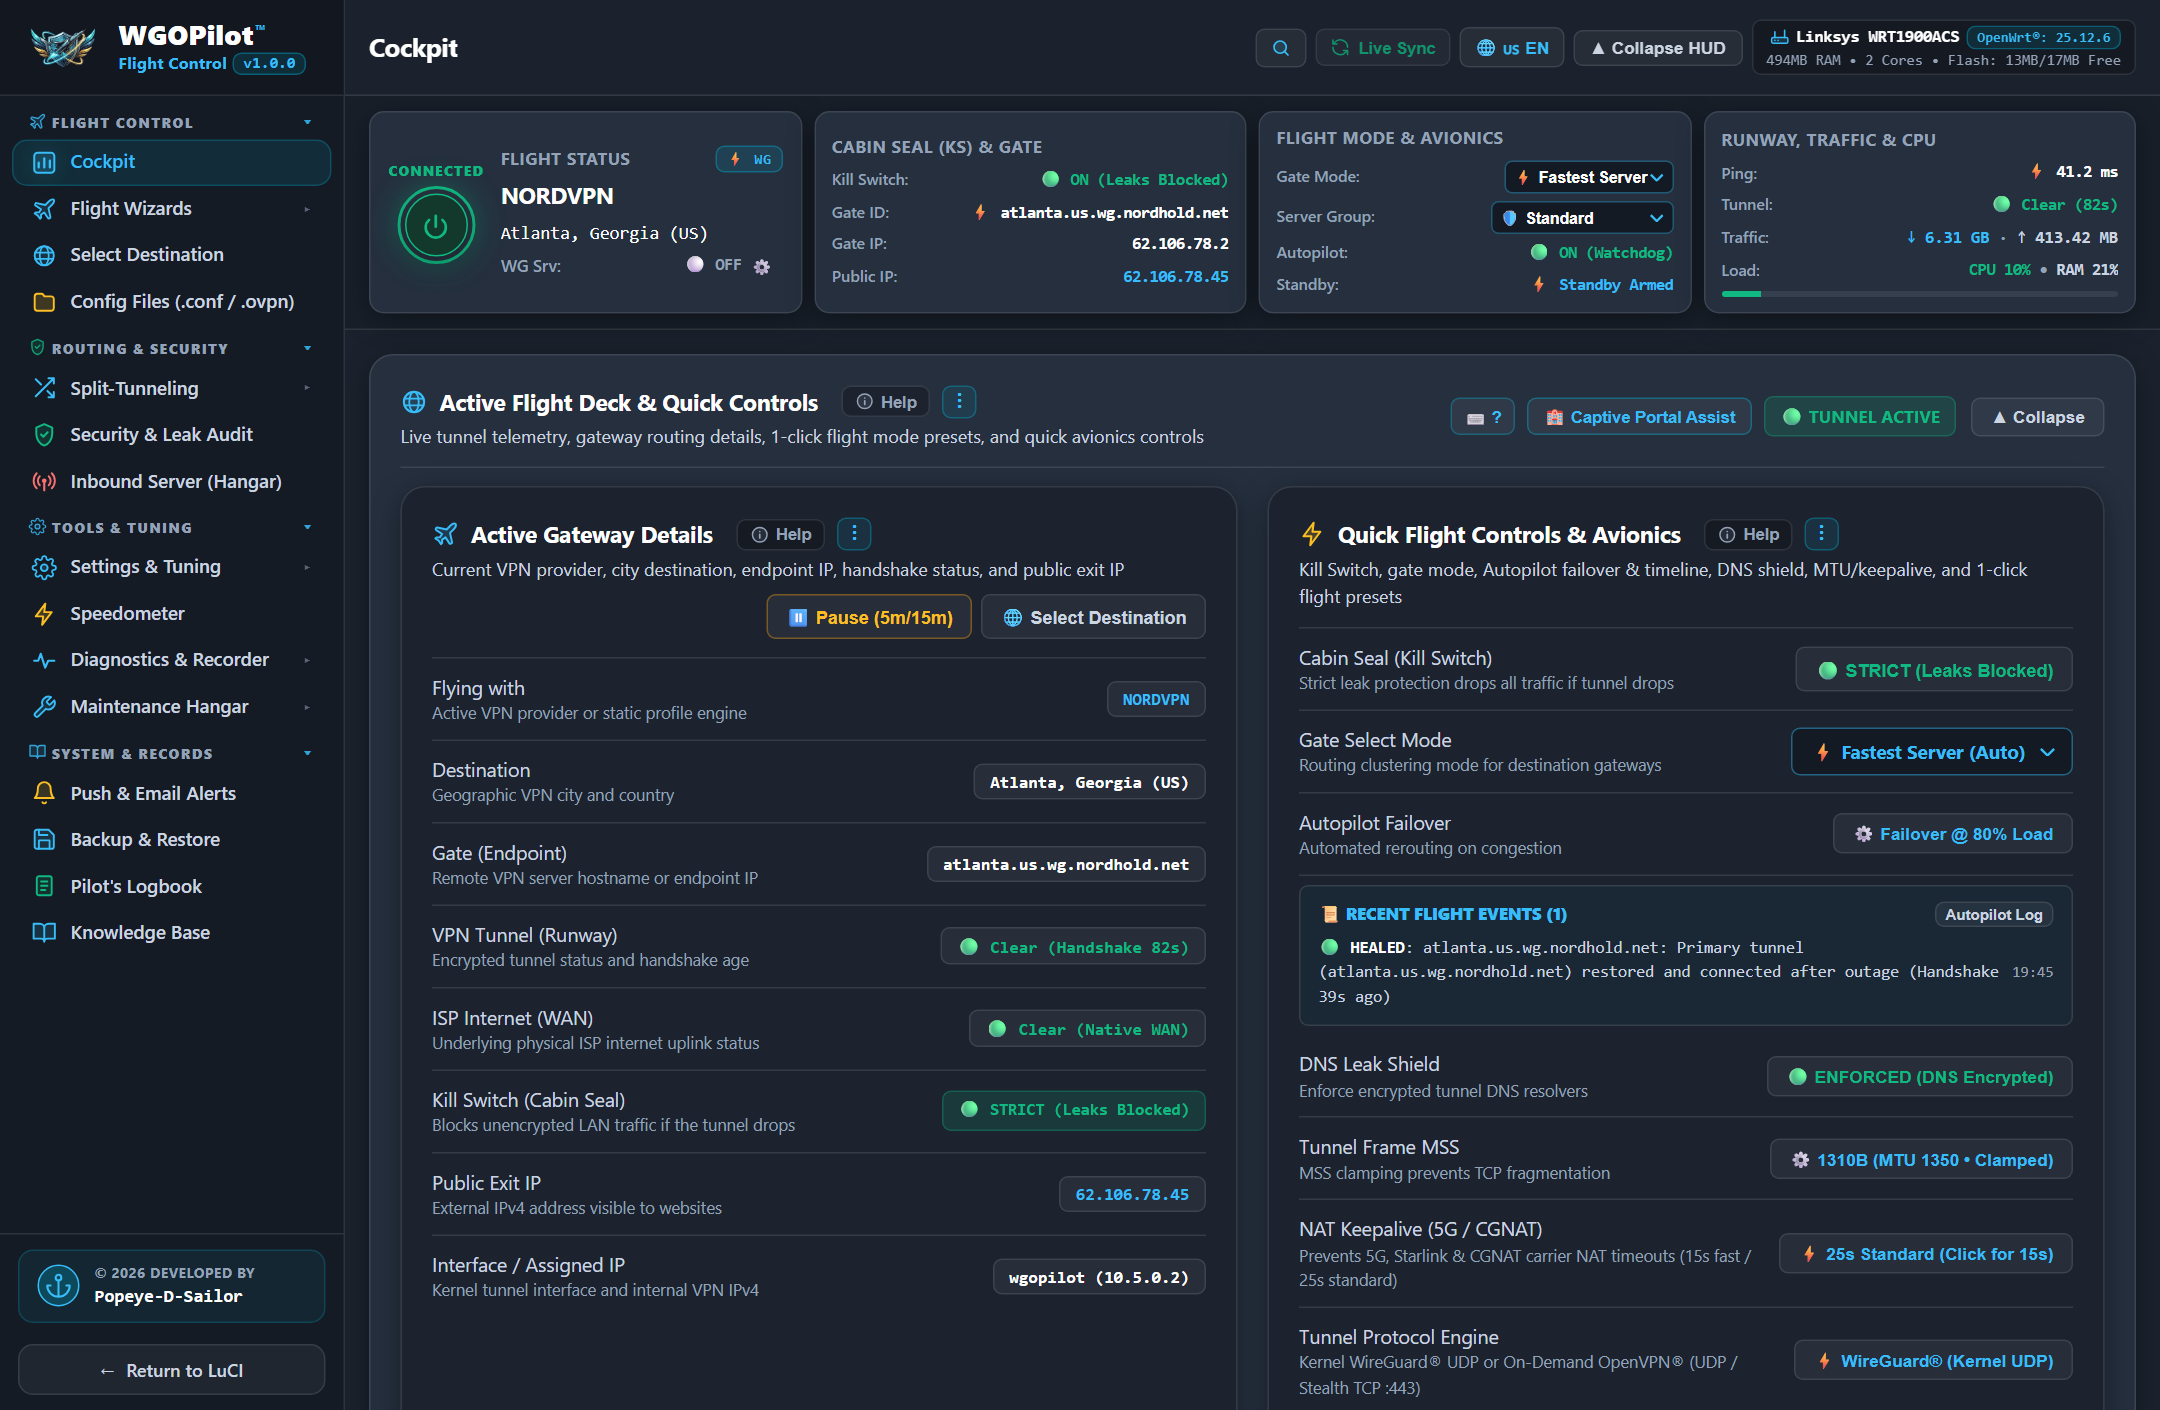 WGOPilot™
Flight Control v1.0.0
FLIGHT CONTROL
Cockpit
Flight Wizards
Select Destination
Config Files (.conf / .ovpn)
ROUTING & SECURITY
Split-Tunneling
Security & Leak Audit
Inbound Server (Hangar)
TOOLS & TUNING
Settings & Tuning
Speedometer
Diagnostics & Recorder
Maintenance Hangar
SYSTEM & RECORDS
Push & Email Alerts
Backup & Restore
Pilot's Logbook
Knowledge Base
© 2026 DEVELOPED BY
Popeye-D-Sailor
← Return to LuCI
Cockpit
Live Sync
US EN
▲ Collapse HUD
Linksys WRT1900ACS OpenWrt®: 25.12.6
494MB RAM • 2 Cores • Flash: 13MB/17MB Free
CONNECTED
FLIGHT STATUS WG
NORDVPN
Atlanta, Georgia (US)
WG Srv: OFF
CABIN SEAL (KS) & GATE
Kill Switch: ON (Leaks Blocked)
Gate ID: atlanta.us.wg.nordhold.net
Gate IP: 62.106.78.2
Public IP: 62.106.78.45
FLIGHT MODE & AVIONICS
Gate Mode: Fastest Server
Server Group: Standard
Autopilot: ON (Watchdog)
Standby: Standby Armed
RUNWAY, TRAFFIC & CPU
Ping: 41.2 ms
Tunnel: Clear (82s)
Traffic: ↓ 6.31 GB · ↑ 413.42 MB
Load: CPU 10% • RAM 21%
Active Flight Deck & Quick Controls Help ⋮
Live tunnel telemetry, gateway routing details, 1-click flight mode presets, and quick avionics controls
?
Captive Portal Assist
TUNNEL ACTIVE
▲ Collapse
Active Gateway Details Help ⋮
Current VPN provider, city destination, endpoint IP, handshake status, and public exit IP
Pause (5m/15m)
Select Destination
Flying with
Active VPN provider or static profile engine
NORDVPN
Destination
Geographic VPN city and country
Atlanta, Georgia (US)
Gate (Endpoint)
Remote VPN server hostname or endpoint IP
atlanta.us.wg.nordhold.net
VPN Tunnel (Runway)
Encrypted tunnel status and handshake age
Clear (Handshake 82s)
ISP Internet (WAN)
Underlying physical ISP internet uplink status
Clear (Native WAN)
Kill Switch (Cabin Seal)
Blocks unencrypted LAN traffic if the tunnel drops
STRICT (Leaks Blocked)
Public Exit IP
External IPv4 address visible to websites
62.106.78.45
Interface / Assigned IP
Kernel tunnel interface and internal VPN IPv4
wgopilot (10.5.0.2)
Quick Flight Controls & Avionics Help ⋮
Kill Switch, gate mode, Autopilot failover & timeline, DNS shield, MTU/keepalive, and 1-click
flight presets
Cabin Seal (Kill Switch)
Strict leak protection drops all traffic if tunnel drops
STRICT (Leaks Blocked)
Gate Select Mode
Routing clustering mode for destination gateways
Fastest Server (Auto)
Autopilot Failover
Automated rerouting on congestion
Failover @ 80% Load
RECENT FLIGHT EVENTS (1)
Autopilot Log
HEALED: atlanta.us.wg.nordhold.net: Primary tunnel
(atlanta.us.wg.nordhold.net) restored and connected after outage (Handshake 19:45
39s ago)
DNS Leak Shield
Enforce encrypted tunnel DNS resolvers
ENFORCED (DNS Encrypted)
Tunnel Frame MSS
MSS clamping prevents TCP fragmentation
1310B (MTU 1350 • Clamped)
NAT Keepalive (5G / CGNAT)
Prevents 5G, Starlink & CGNAT carrier NAT timeouts (15s fast /
25s standard)
25s Standard (Click for 15s)
Tunnel Protocol Engine
Kernel WireGuard® UDP or On-Demand OpenVPN® (UDP /
Stealth TCP :443)
WireGuard® (Kernel UDP)